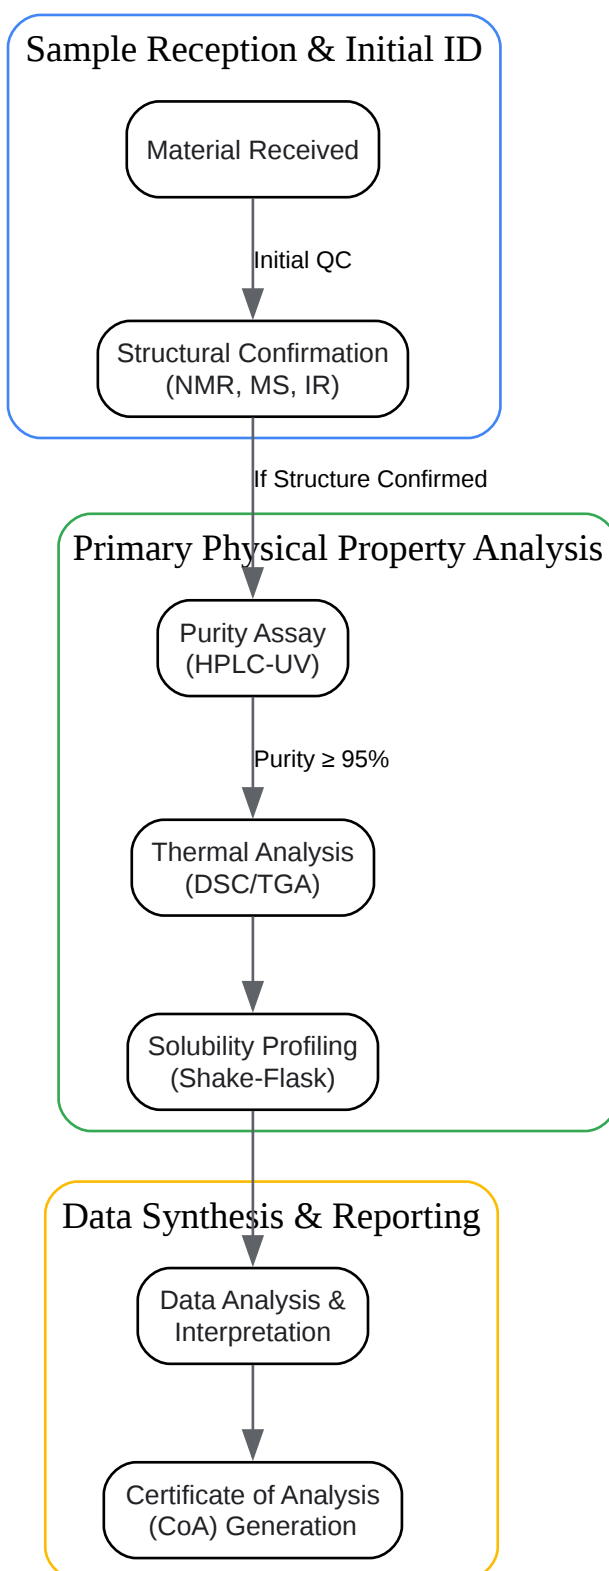 Sample Reception & Initial ID
Material Received
Initial QC
Structural Confirmation
(NMR, MS, IR)
If Structure Confirmed
Primary Physical Property Analysis
Purity Assay
(HPLC-UV)
Purity ≥ 95%
Thermal Analysis
(DSC/TGA)
Solubility Profiling
(Shake-Flask)
Data Synthesis & Reporting
Data Analysis &
Interpretation
Certificate of Analysis
(CoA) Generation